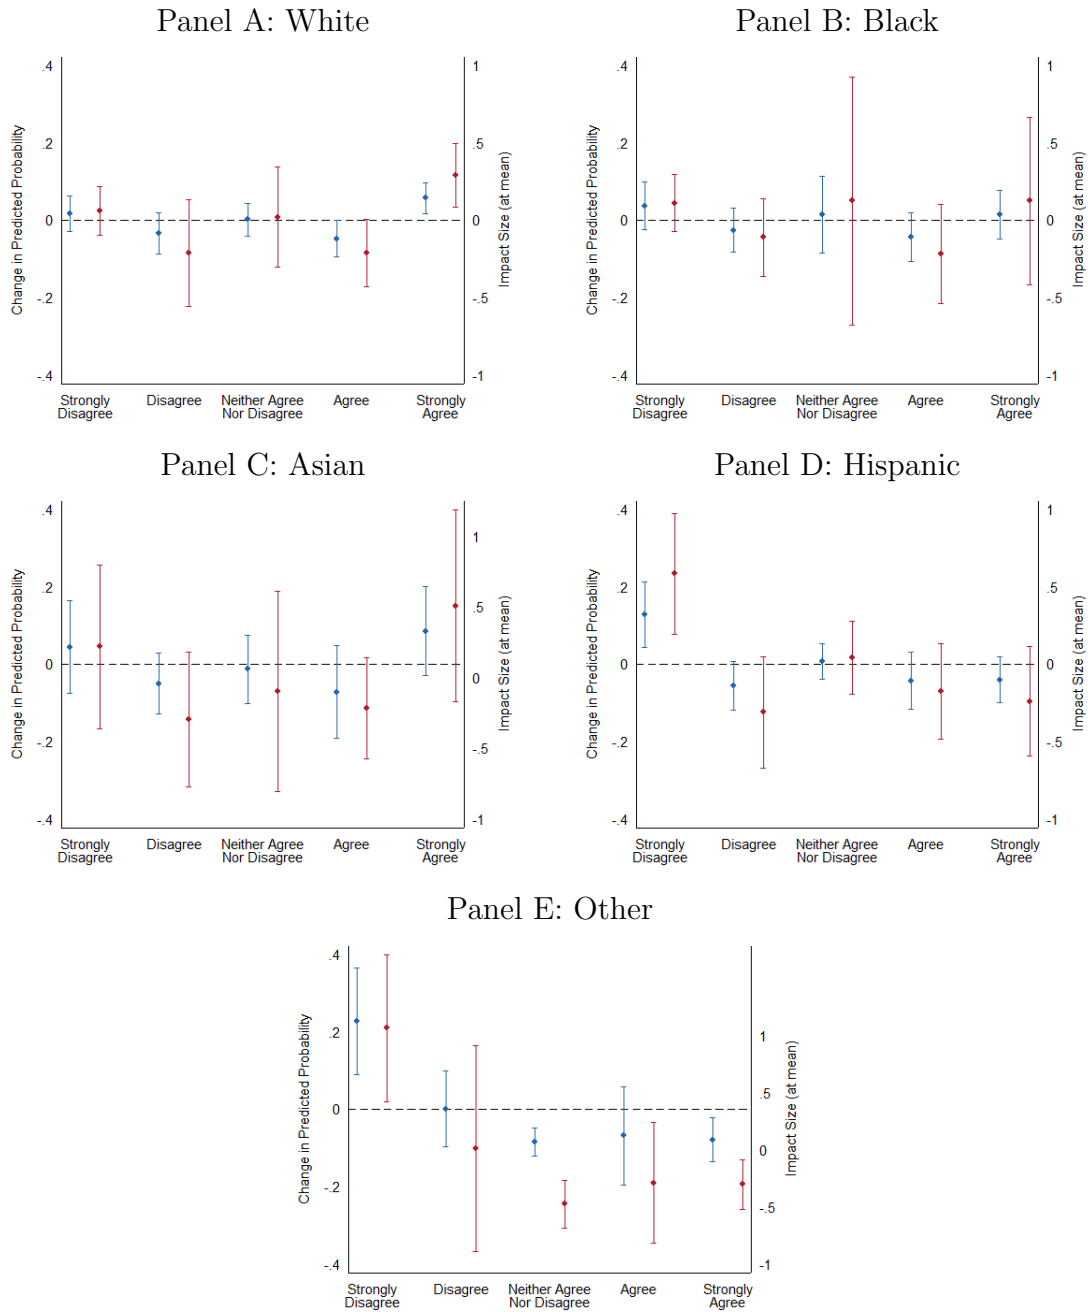 Panel A: White
Change in Predicted Probability
.4
.2
0
-.2
-.4
1
.5
0
-.5
-1
Impact Size (at mean)
Strongly
Disagree
Disagree
Neither Agree
Nor Disagree
Agree
Strongly
Agree
Panel B: Black
Change in Predicted Probability
.4
.2
0
-.2
-.4
1
.5
0
-.5
-1
Impact Size (at mean)
Strongly
Disagree
Disagree
Neither Agree
Nor Disagree
Agree
Strongly
Agree
Panel C: Asian
Change in Predicted Probability
.4
.2
0
-.2
-.4
1
.5
0
-.5
-1
Impact Size (at mean)
Strongly
Disagree
Disagree
Neither Agree
Nor Disagree
Agree
Strongly
Agree
Panel D: Hispanic
Change in Predicted Probability
.4
.2
0
-.2
-.4
1
.5
0
-.5
-1
Impact Size (at mean)
Strongly
Disagree
Disagree
Neither Agree
Nor Disagree
Agree
Strongly
Agree
Panel E: Other
Change in Predicted Probability
.4
.2
0
-.2
-.4
1
.5
0
-.5
-1
Impact Size (at mean)
Strongly
Disagree
Disagree
Neither Agree
Nor Disagree
Agree
Strongly
Agree